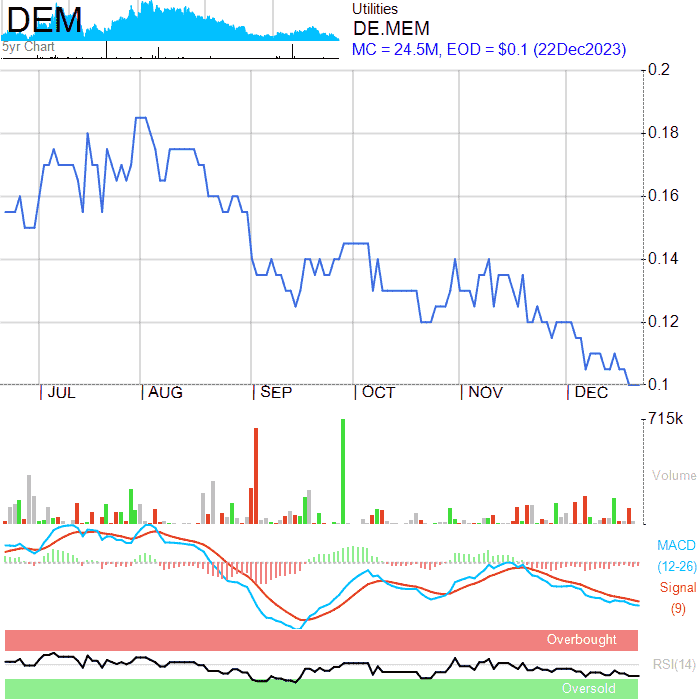 DEM
5yr Chart
Utilities
DE.MEM
MC = 24.5M, EOD = $0.1 (22Dec2023)
0.2
0.18
0.16
0.14
0.12
0.1
JUL AUG SEP OCT NOV DEC
715k
Volume
MACD
(12-26)
Signal
(9)
Overbought
RSI(14)
Oversold